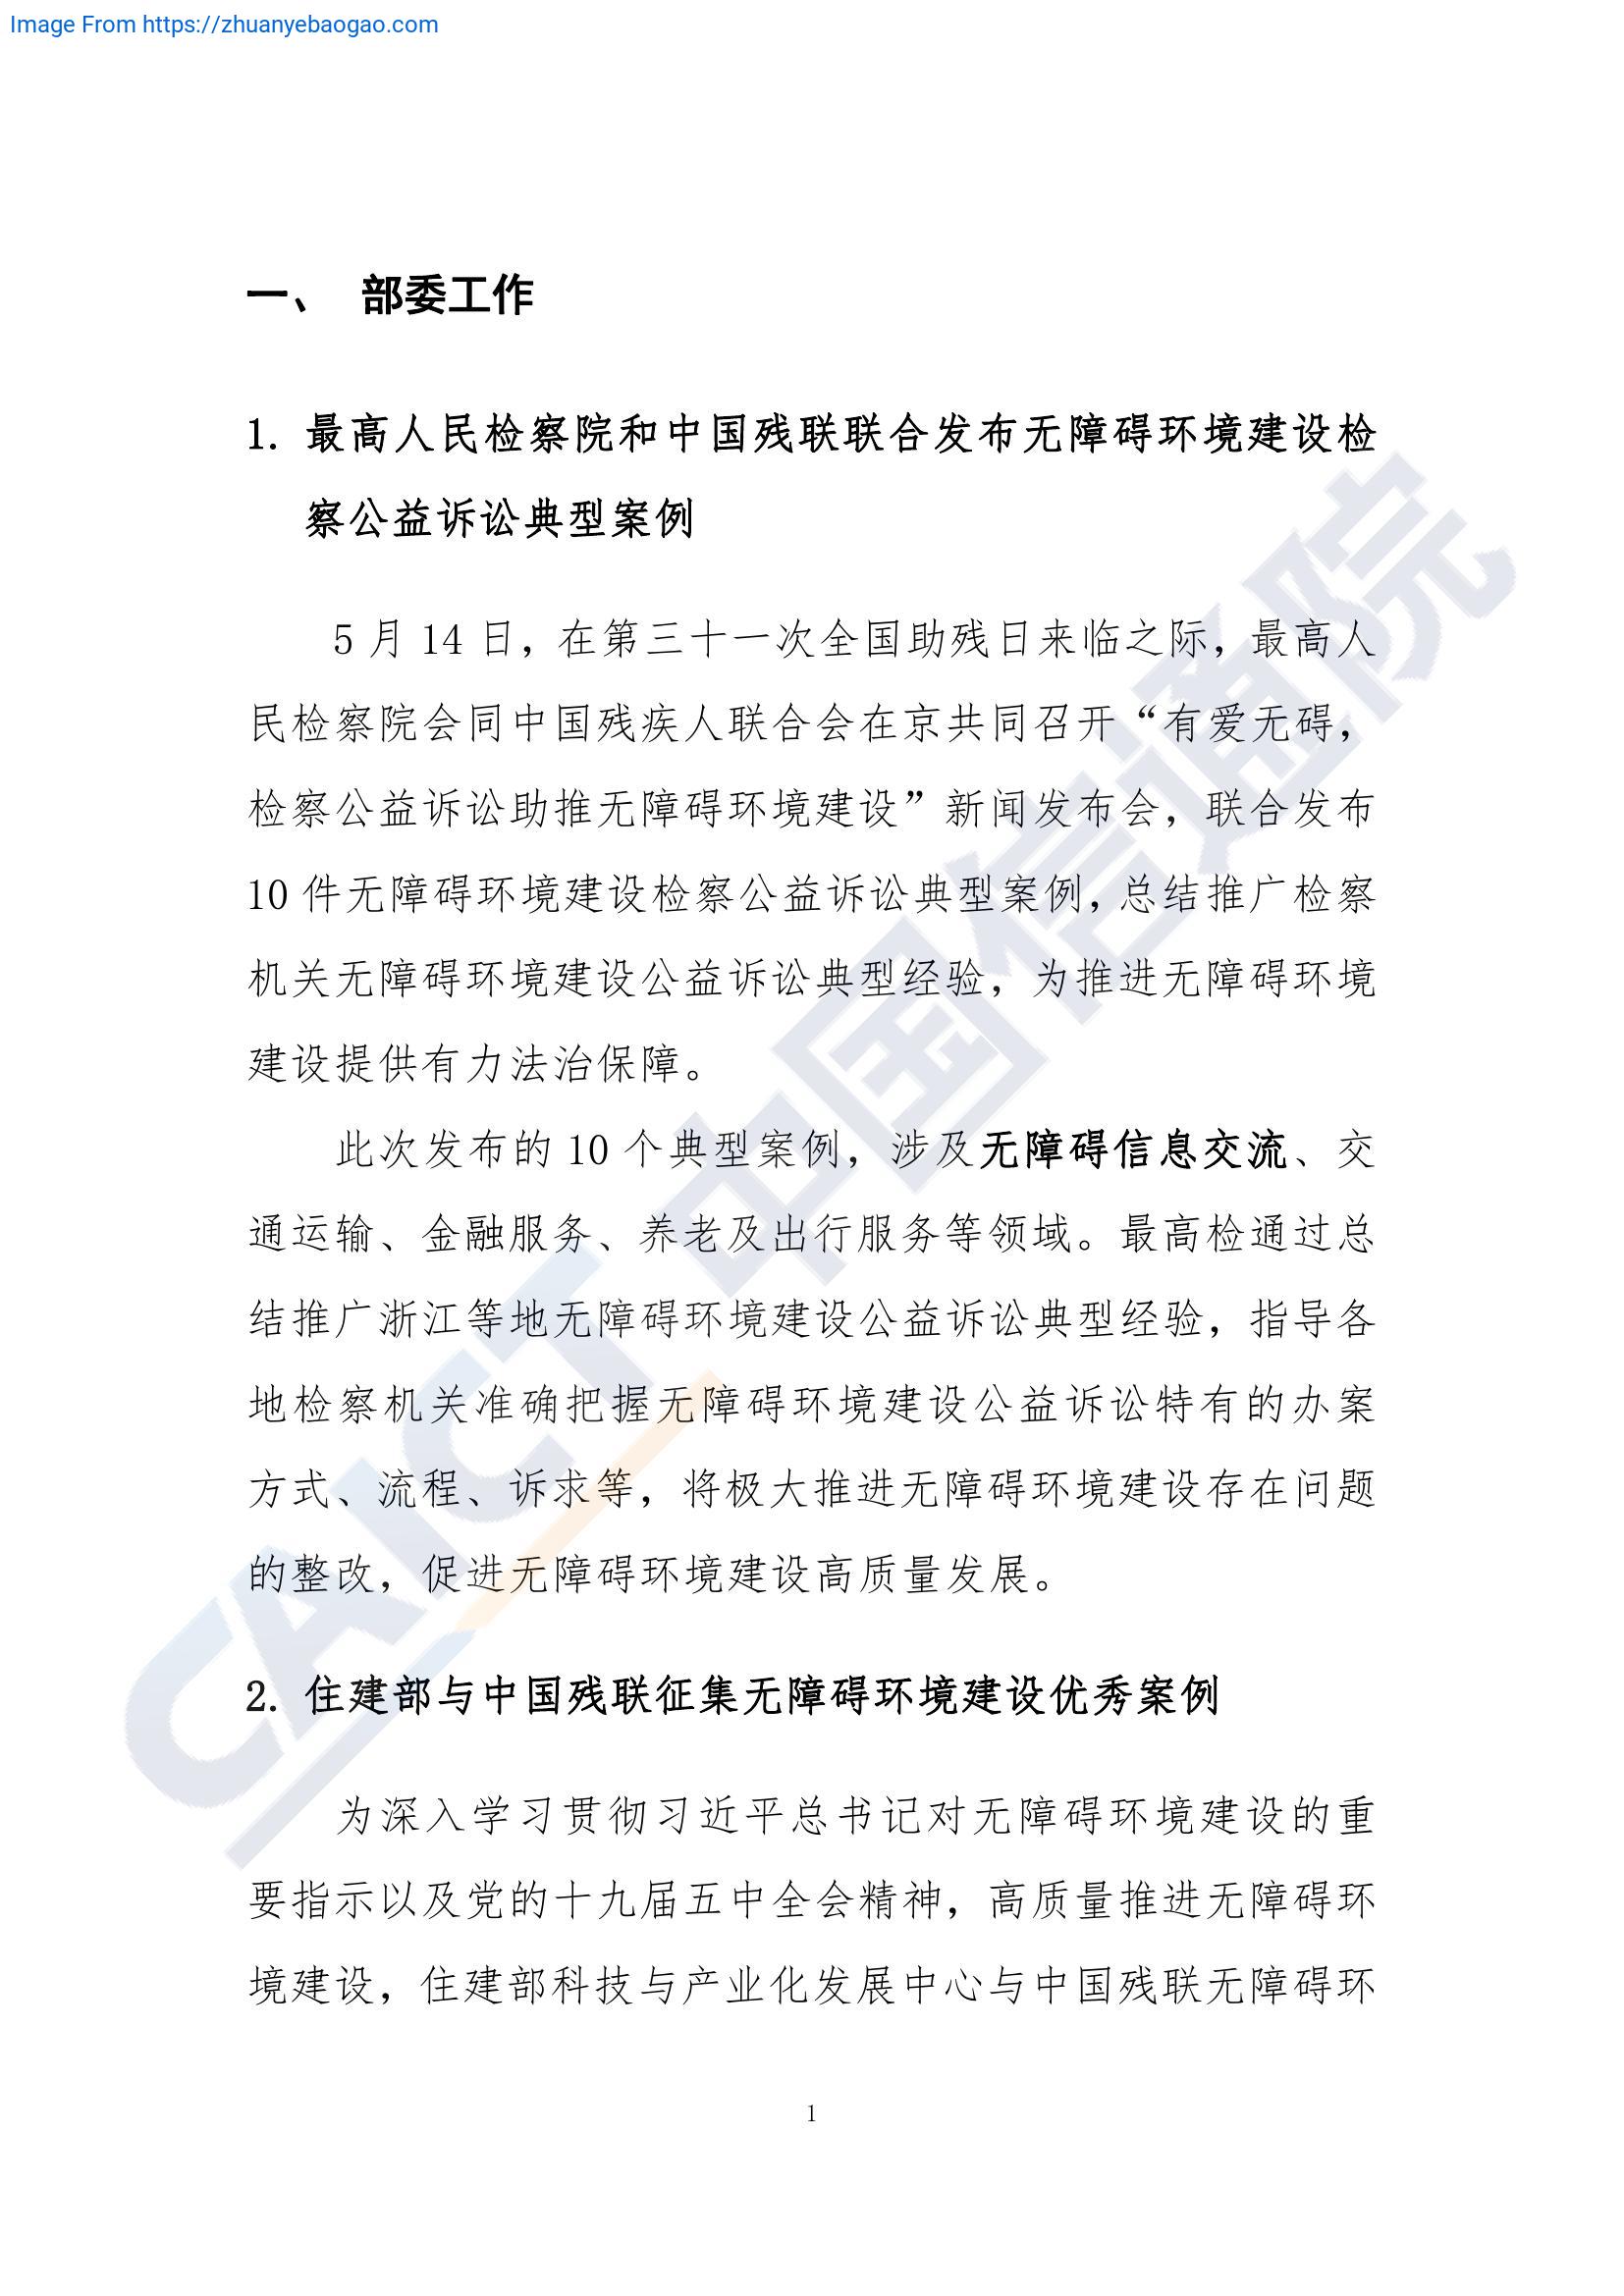 Image From https://zhuanyebaogao.com
一、 部委工作
1. 最高人民检察院和中国残联联合发布无障碍环境建设检
察公益诉讼典型案例
5 月 14 日，在第三十一次全国助残日来临之际，最高人
民检察院会同中国残疾人联合会在京共同召开“有爱无碍，
检察公益诉讼助推无障碍环境建设”新闻发布会，联合发布
10 件无障碍环境建设检察公益诉讼典型案例，总结推广检察
机关无障碍环境建设公益诉讼典型经验，为推进无障碍环境
建设提供有力法治保障。
此次发布的 10 个典型案例，涉及无障碍信息交流、交
通运输、金融服务、养老及出行服务等领域。最高检通过总
结推广浙江等地无障碍环境建设公益诉讼典型经验，指导各
地检察机关准确把握无障碍环境建设公益诉讼特有的办案
方式、流程、诉求等，将极大推进无障碍环境建设存在问题
的整改，促进无障碍环境建设高质量发展。
2. 住建部与中国残联征集无障碍环境建设优秀案例
为深入学习贯彻习近平总书记对无障碍环境建设的重
要指示以及党的十九届五中全会精神，高质量推进无障碍环
境建设，住建部科技与产业化发展中心与中国残联无障碍环
1
CAICT 中国信通院